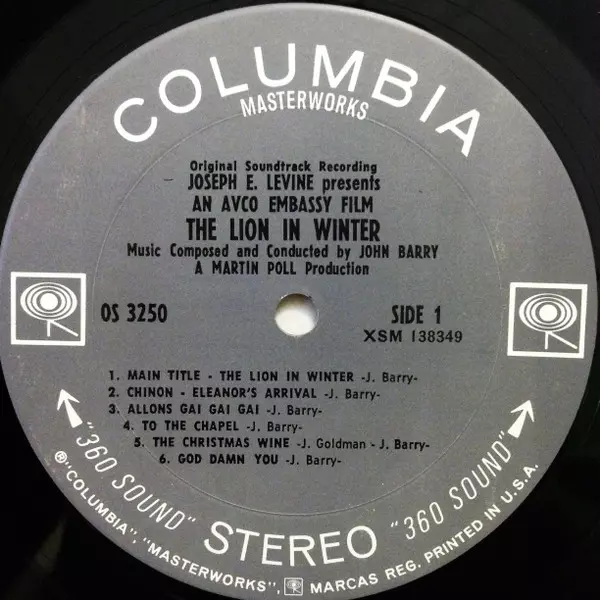 COLUMBIA
MASTERWORKS
Original Soundtrack Recording
JOSEPH E. LEVINE presents
AN AVCO EMBASSY FILM
THE LION IN WINTER
Music Composed and Conducted by JOHN BARRY
A MARTIN POLL Production
OS 3250
SIDE 1
XSM 138349
1. MAIN TITLE - THE LION IN WINTER -J. Barry-
2. CHINON - ELEANOR'S ARRIVAL -J. Barry-
3. ALLONS GAI GAI GAI -J. Barry-
4. TO THE CHAPEL -J. Barry-
5. THE CHRISTMAS WINE -J. Goldman - J. Barry-
6. GOD DAMN YOU -J. Barry-
"360 SOUND" STEREO "360 SOUND"
®"COLUMBIA", "MASTERWORKS", MARCAS REG. PRINTED IN U.S.A.